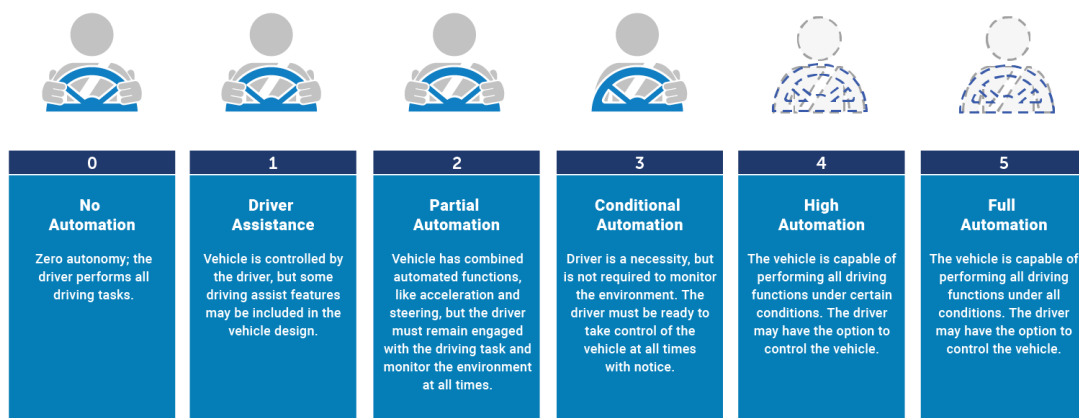 0
No
Automation
Zero autonomy; the
driver performs all
driving tasks.
1
Driver
Assistance
Vehicle is controlled by
the driver, but some
driving assist features
may be included in the
vehicle design.
2
Partial
Automation
Vehicle has combined
automated functions,
like acceleration and
steering, but the driver
must remain engaged
with the driving task and
monitor the environment
at all times.
3
Conditional
Automation
Driver is a necessity, but
is not required to monitor
the environment. The
driver must be ready to
take control of the
vehicle at all times
with notice.
4
High
Automation
The vehicle is capable of
performing all driving
functions under certain
conditions. The driver
may have the option to
control the vehicle.
5
Full
Automation
The vehicle is capable of
performing all driving
functions under all
conditions. The driver
may have the option to
control the vehicle.